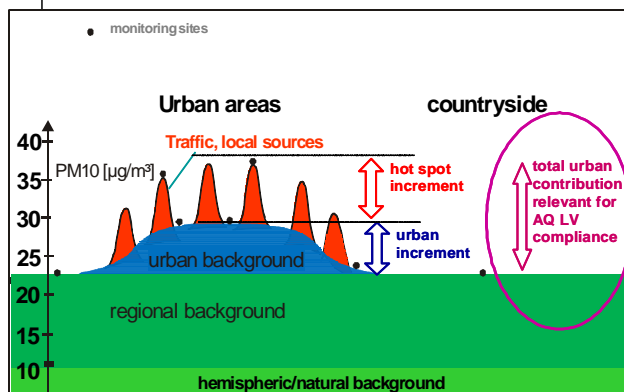 monitoring sites
Urban areas
countryside
Traffic, local sources
PM10 [µg/m³]
40
35
30
25
20
15
10
hot spot
increment
urban
increment
total urban
contribution
relevant for
AQ LV
compliance
urban background
regional background
hemispheric/natural background